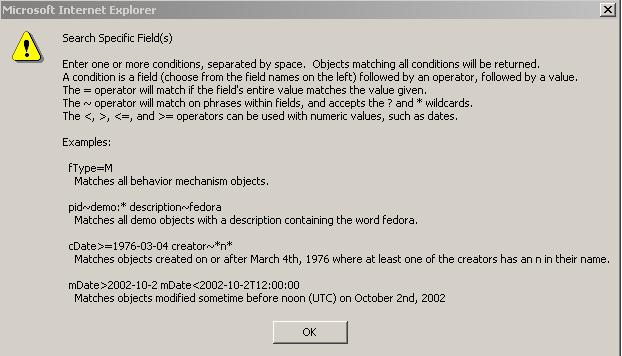 Microsoft Internet Explorer
Search Specific Field(s)
Enter one or more conditions, separated by space. Objects matching all conditions will be returned.
A condition is a field (choose from the field names on the left) followed by an operator, followed by a value.
The = operator will match if the field's entire value matches the value given.
The ~ operator will match on phrases within fields, and accepts the ? and * wildcards.
The <, >, <=, and >= operators can be used with numeric values, such as dates.
Examples:
fType=M
Matches all behavior mechanism objects.
pid~demo:* description~fedora
Matches all demo objects with a description containing the word fedora.
cDate>=1976-03-04 creator~*n*
Matches objects created on or after March 4th, 1976 where at least one of the creators has an n in their name.
mDate>2002-10-2 mDate<2002-10-2T12:00:00
Matches objects modified sometime before noon (UTC) on October 2nd, 2002
OK